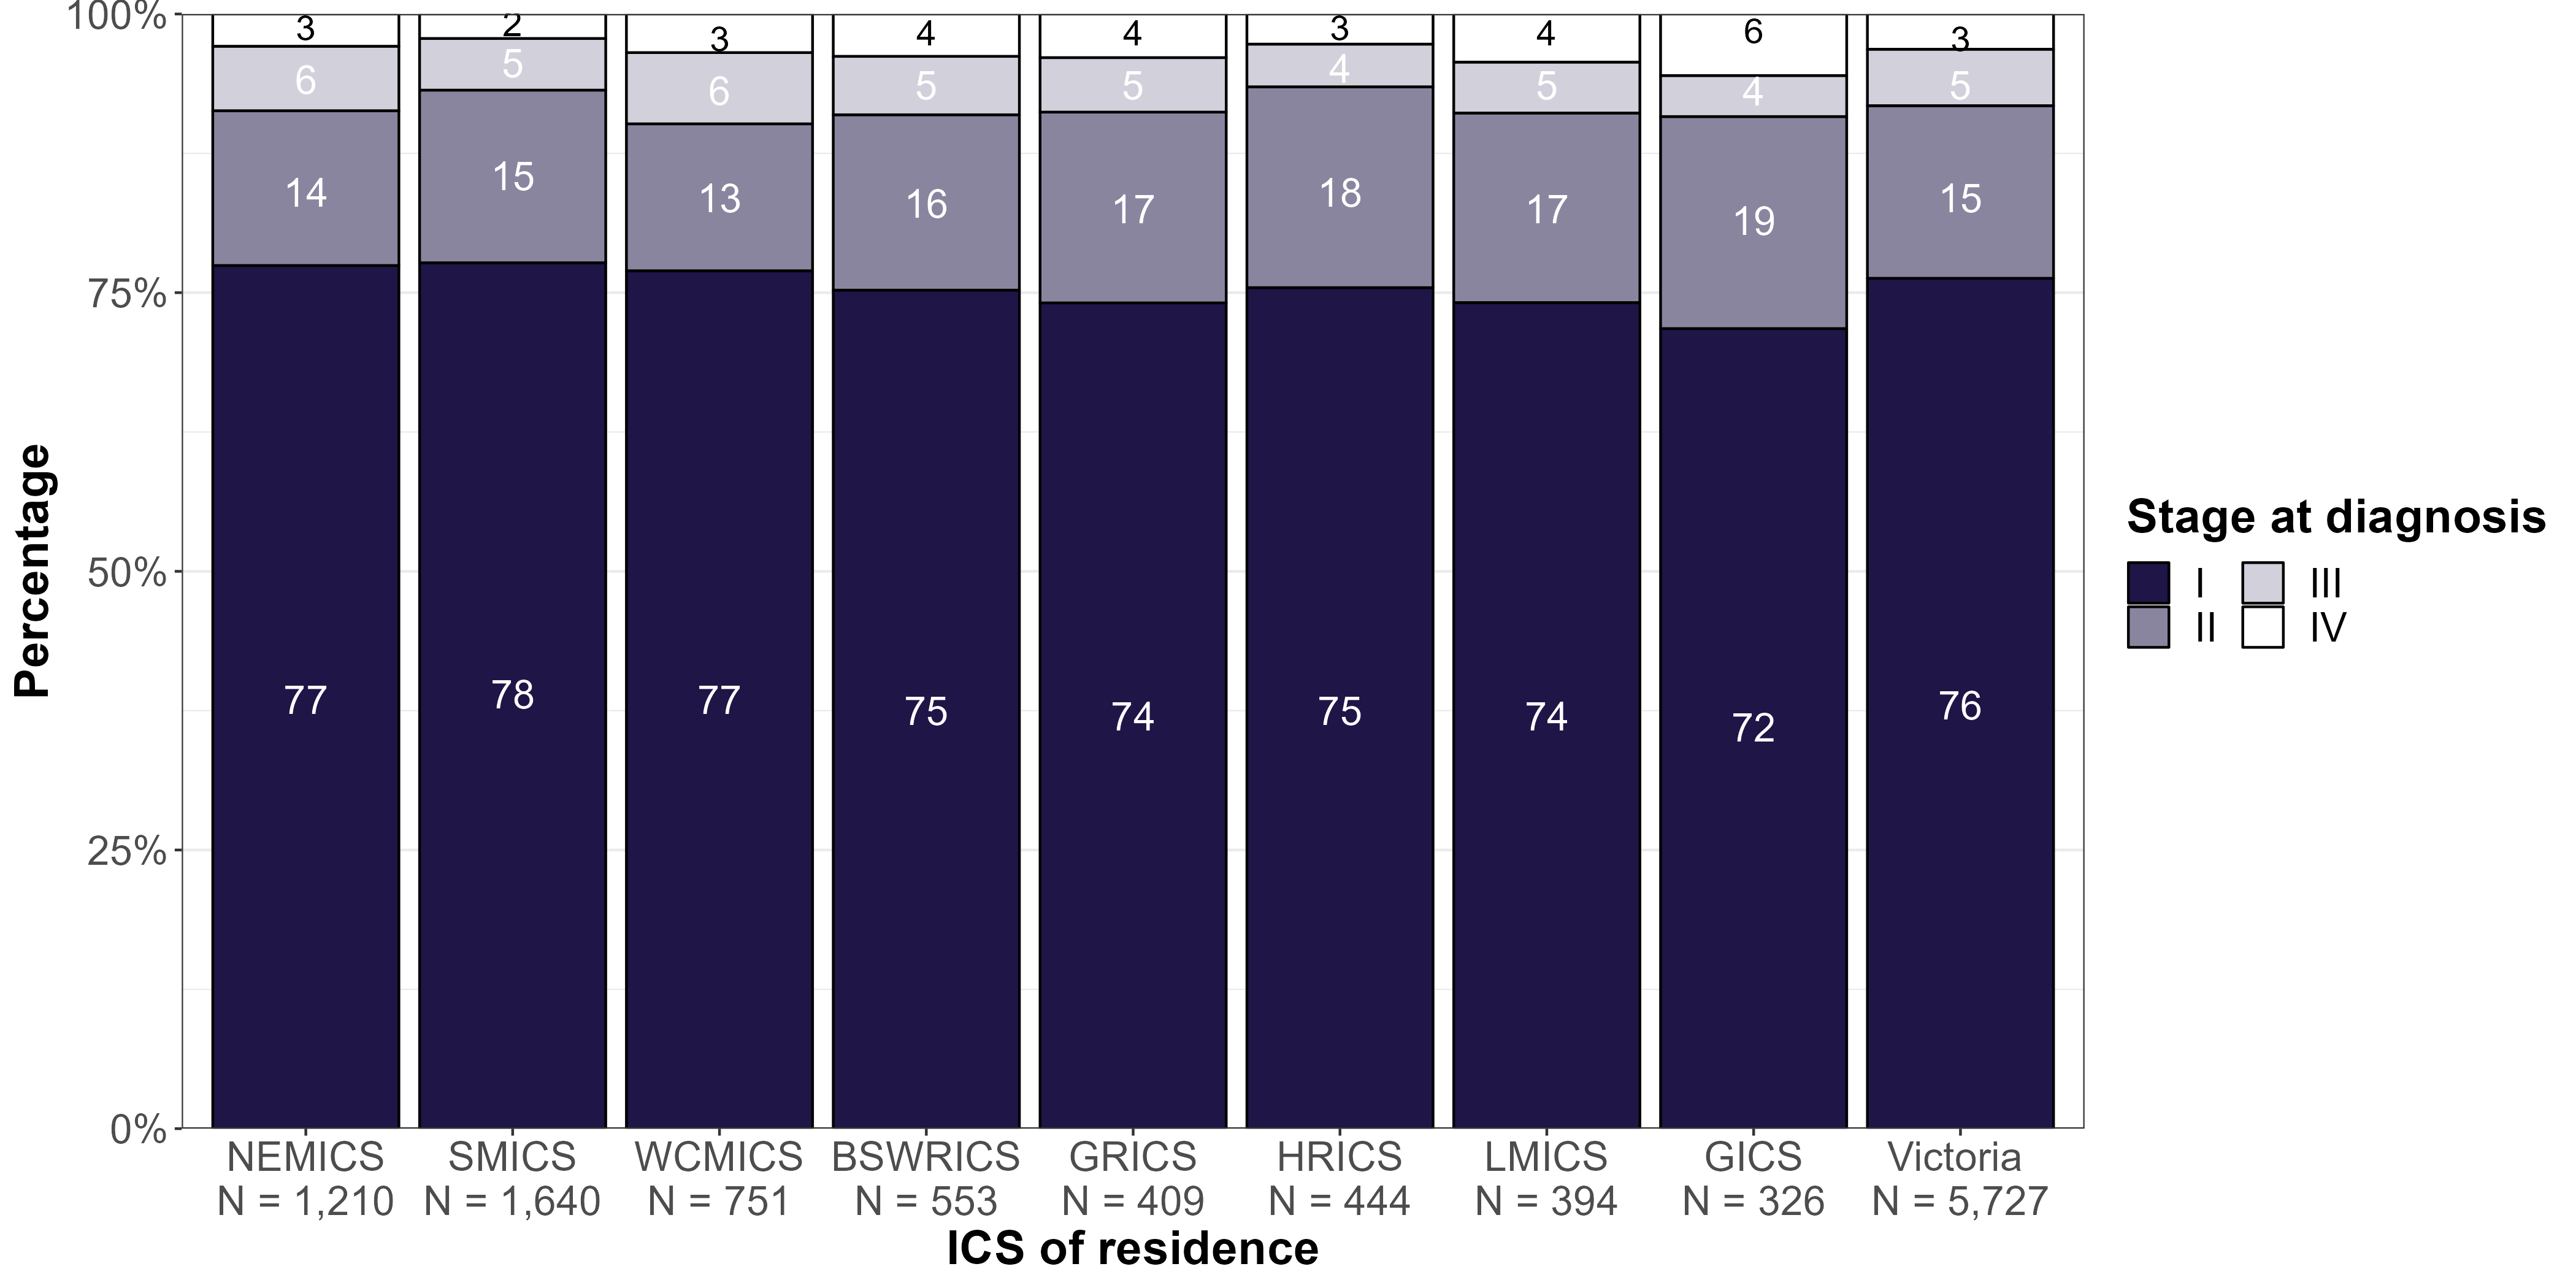 100%
75%
50%
25%
0%
Percentage
3 2 3 4 4 3 4 6 3
6 5 6 5 5 4 5 4 5
14 15 13 16 17 18 17 19 15
77 78 77 75 74 75 74 72 76
NEMICS SMICS WCMICS BSWRICS GRICS HRICS LMICS GICS Victoria
N = 1,210 N = 1,640 N = 751 N = 553 N = 409 N = 444 N = 394 N = 326 N = 5,727
ICS of residence
Stage at diagnosis
I III
II IV